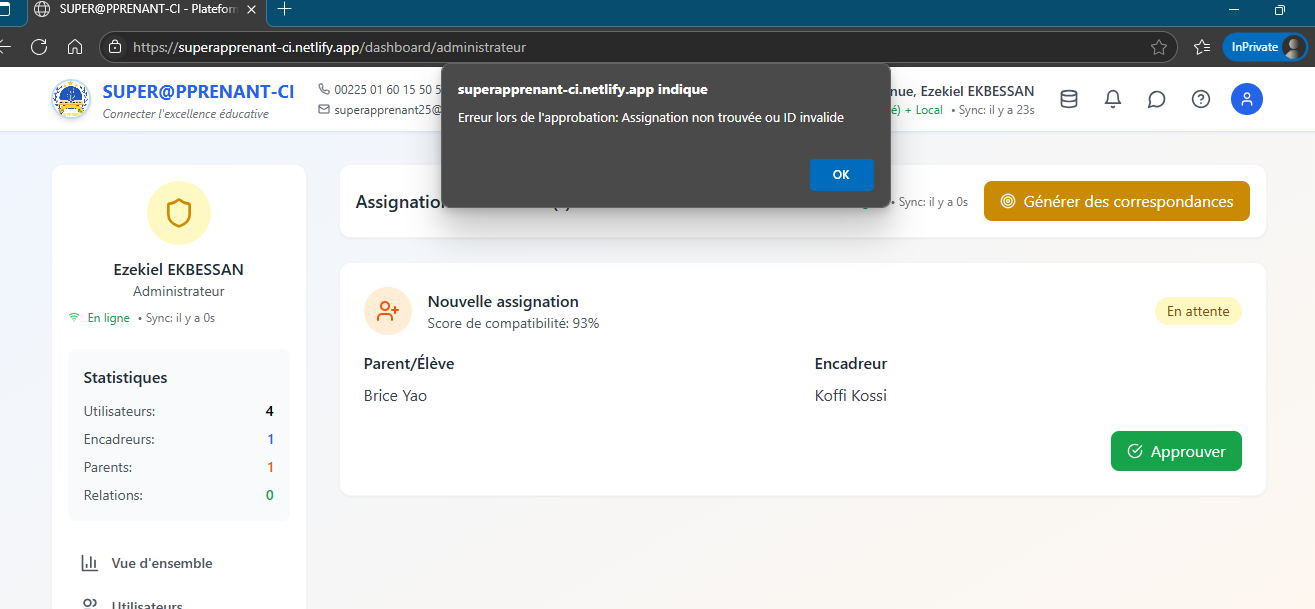 SUPER@PPRENANT-CI - Platefor
https://superapprenant-ci.netlify.app/dashboard/administrateur
InPrivate
SUPER@PPRENANT-CI
Connecter l'excellence éducative
00225 01 60 15 50 5
superapprenant25@
superapprenant-ci.netlify.app indique
Erreur lors de l'approbation: Assignation non trouvée ou ID invalide
OK
nue, Ezekiel EKBESSAN
é) + Local • Sync: il y a 23s
Ezekiel EKBESSAN
Administrateur
En ligne • Sync: il y a 0s
Statistiques
Utilisateurs: 4
Encadreurs: 1
Parents: 1
Relations: 0
Vue d'ensemble
Utilisateurs
Assignatio
• Sync: il y a 0s
Générer des correspondances
Nouvelle assignation
Score de compatibilité: 93%
En attente
Parent/Élève
Brice Yao
Encadreur
Koffi Kossi
Approuver